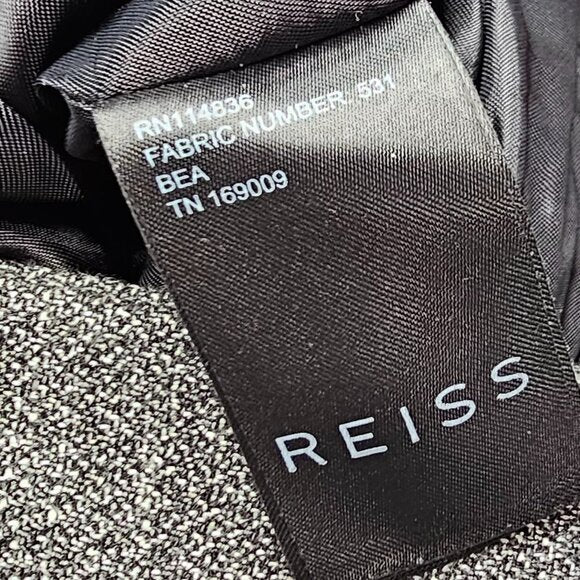 RN114836
FABRIC NUMBER. 531
BEA
TN 169009
REISS